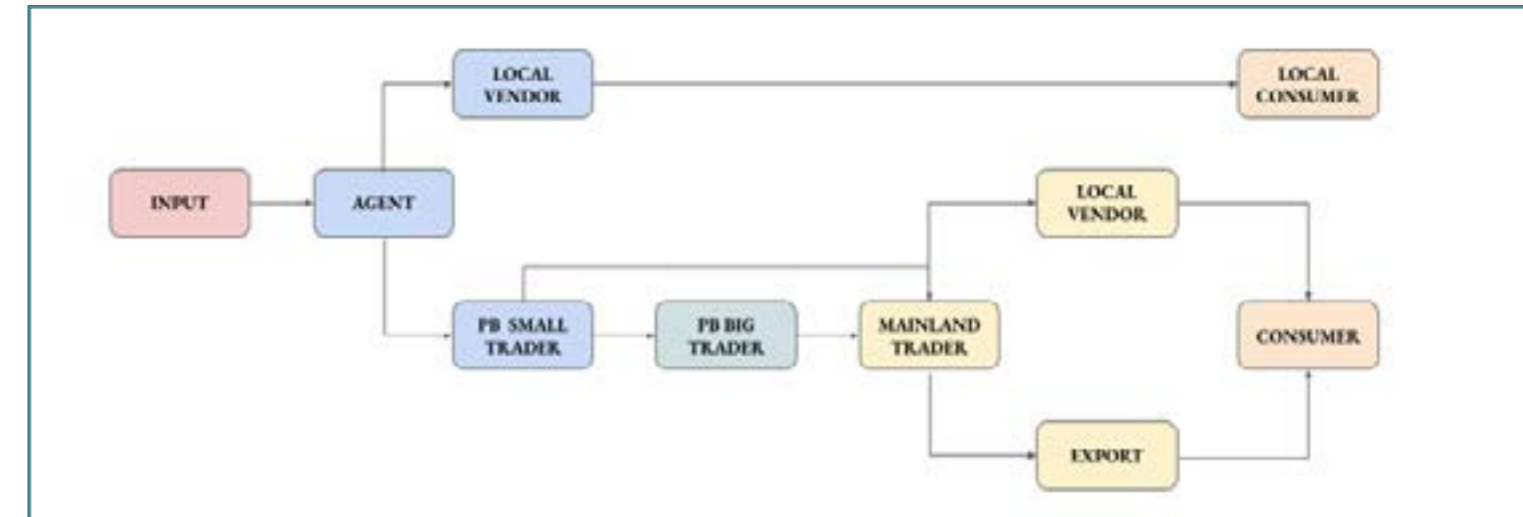 LOCAL
VENDOR
LOCAL
CONSUMER
INPUT
AGENT
LOCAL
VENDOR
PB SMALL
TRADER
PB BIG
TRADER
MAINLAND
TRADER
CONSUMER
EXPORT